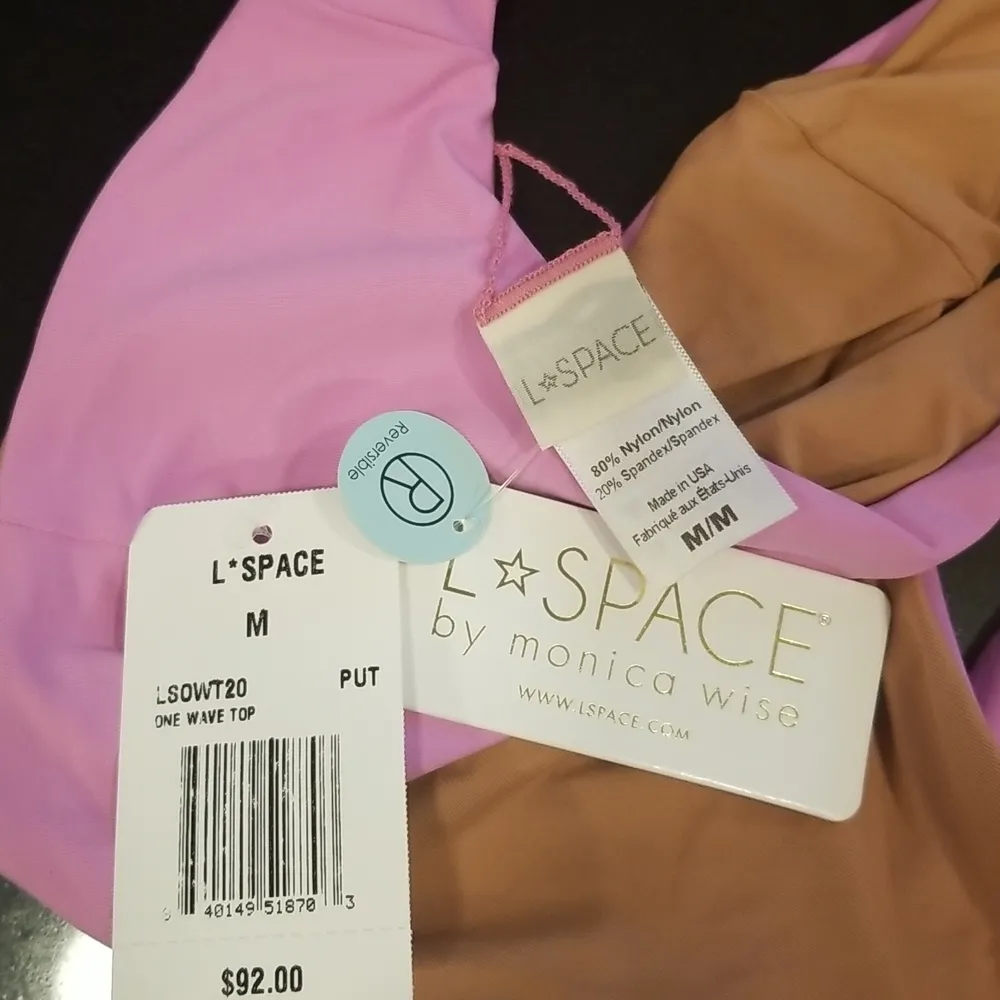 L☆SPACE
80% Nylon/Nylon
20% Spandex/Spandex
Made in USA
Fabriqué aux États-Unis
M/M
Reversible
R
L☆SPACE®
by monica wise
WWW.LSPACE.COM
L*SPACE
M
LSOWT20 PUT
ONE WAVE TOP
40149 51870 3
$92.00